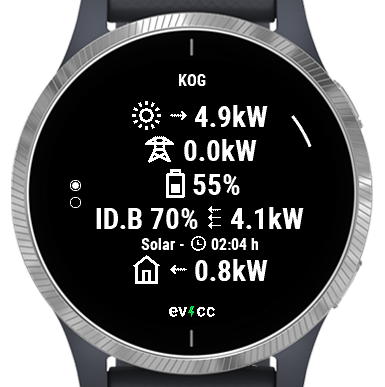 KOG
4.9kW
0.0kW
55%
ID.B 70% 4.1kW
Solar - 02:04 h
0.8kW
evcc